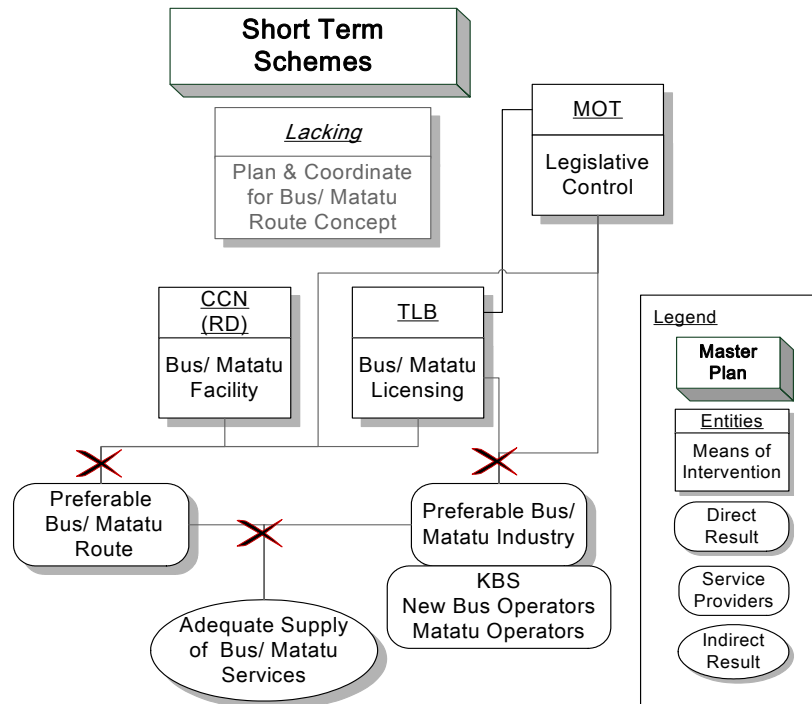 Short Term
Schemes
Lacking
Plan & Coordinate
for Bus/ Matatu
Route Concept
MOT
Legislative
Control
CCN
(RD)
Bus/ Matatu
Facility
TLB
Bus/ Matatu
Licensing
Preferable
Bus/ Matatu
Route
Preferable Bus/
Matatu Industry
KBS
New Bus Operators
Matatu Operators
Adequate Supply
of Bus/ Matatu
Services
Legend
Master
Plan
Entities
Means of
Intervention
Direct
Result
Service
Providers
Indirect
Result